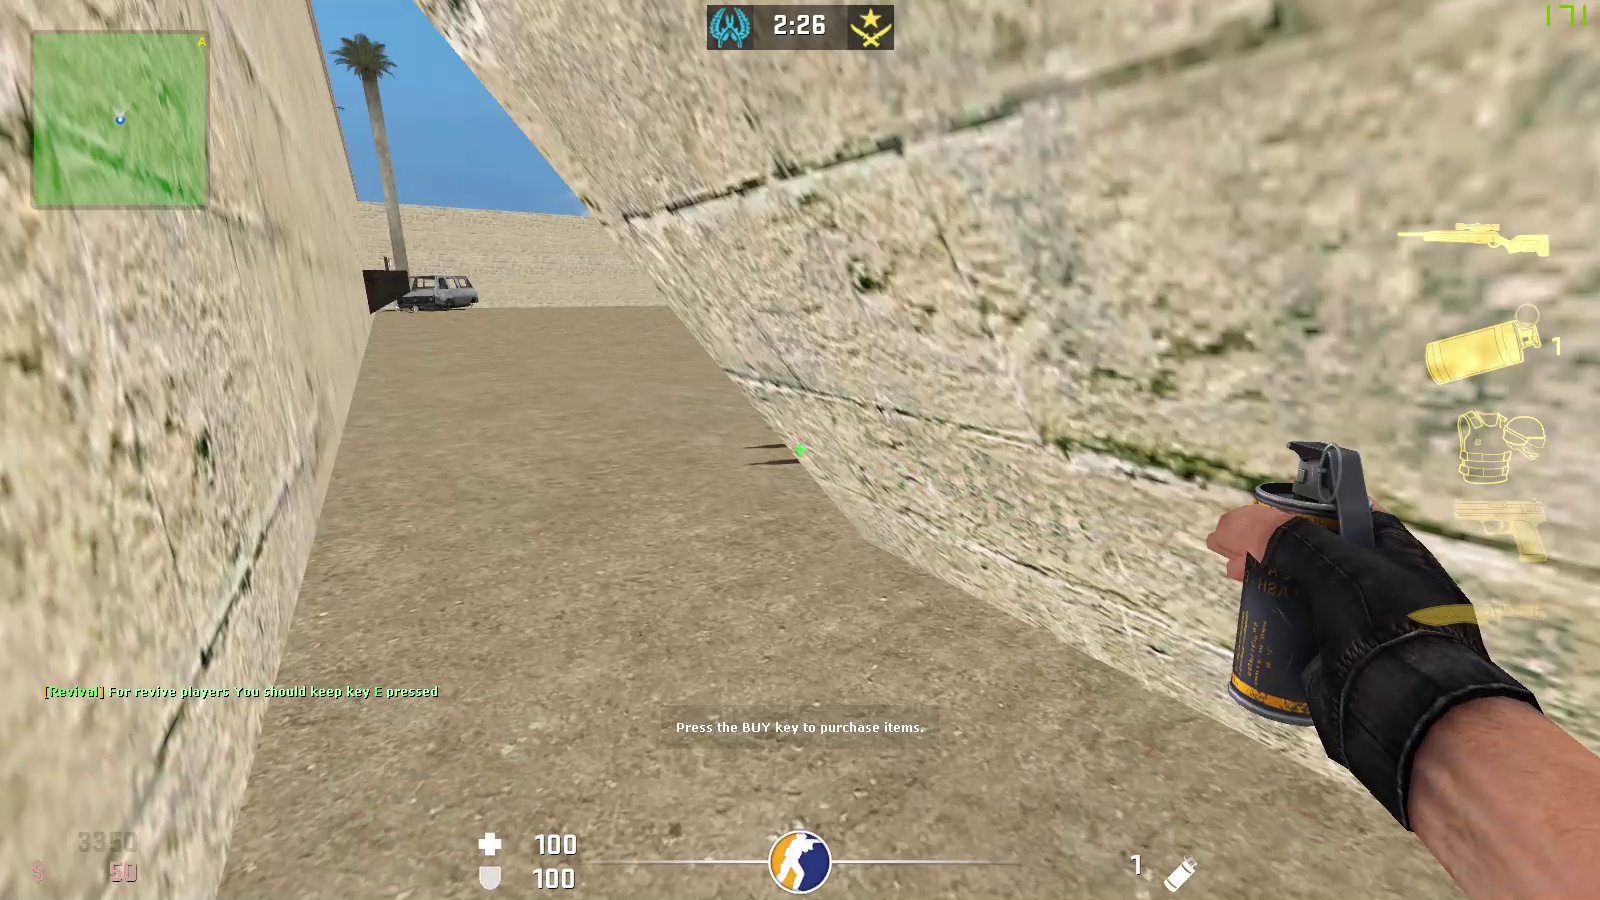 171
2:26
A
1
[Revival] For revive players You should keep key E pressed
Press the BUY key to purchase items.
3350
$ 50
100
100
1